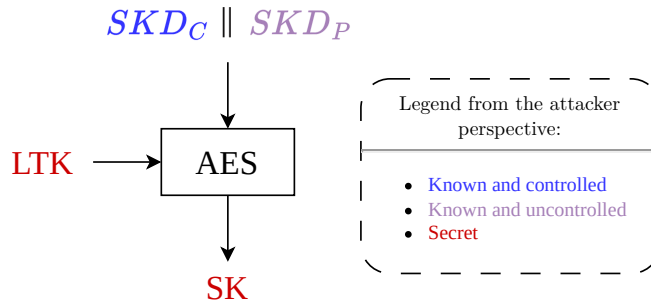 SKD_C ∥ SKD_P
Legend from the attacker
perspective:
LTK
AES
• Known and controlled
• Known and uncontrolled
• Secret
SK